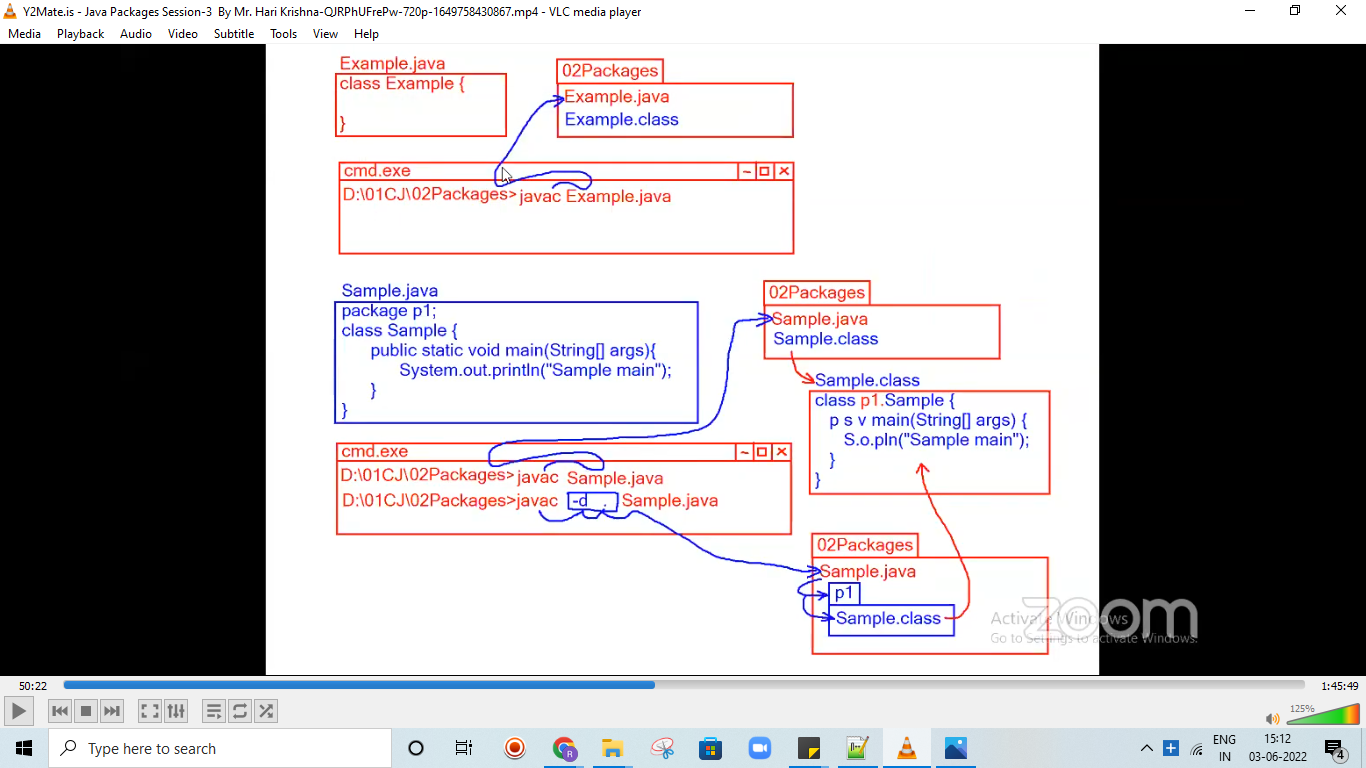 Y2Mate.is - Java Packages Session-3 By Mr. Hari Krishna-QJRPhUFrePw-720p-1649758430867.mp4 - VLC media player
Media Playback Audio Video Subtitle Tools View Help
Example.java
class Example {
}
02Packages
Example.java
Example.class
cmd.exe
D:\01CJ\02Packages>javac Example.java
Sample.java
package p1;
class Sample {
public static void main(String[] args){
System.out.println("Sample main");
}
}
02Packages
Sample.java
Sample.class
Sample.class
class p1.Sample {
p s v main(String[] args) {
S.o.pln("Sample main");
}
}
cmd.exe
D:\01CJ\02Packages>javac Sample.java
D:\01CJ\02Packages>javac -d . Sample.java
02Packages
Sample.java
p1
Sample.class
Activate Windows
Go to Settings to activate Windows.
zoom
50:22
1:45:49
125%
Type here to search
ENG
IN
15:12
03-06-2022
4